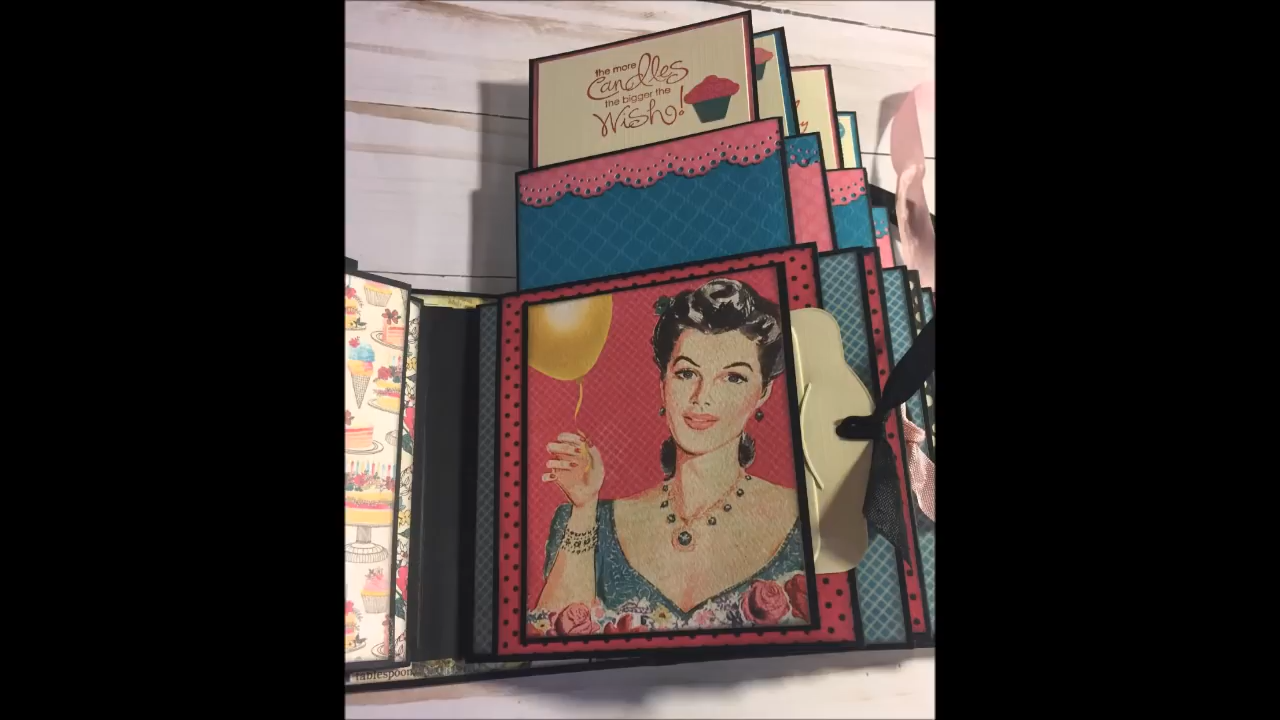 the more
Candles
the bigger the
Wish!
y
tablespoon